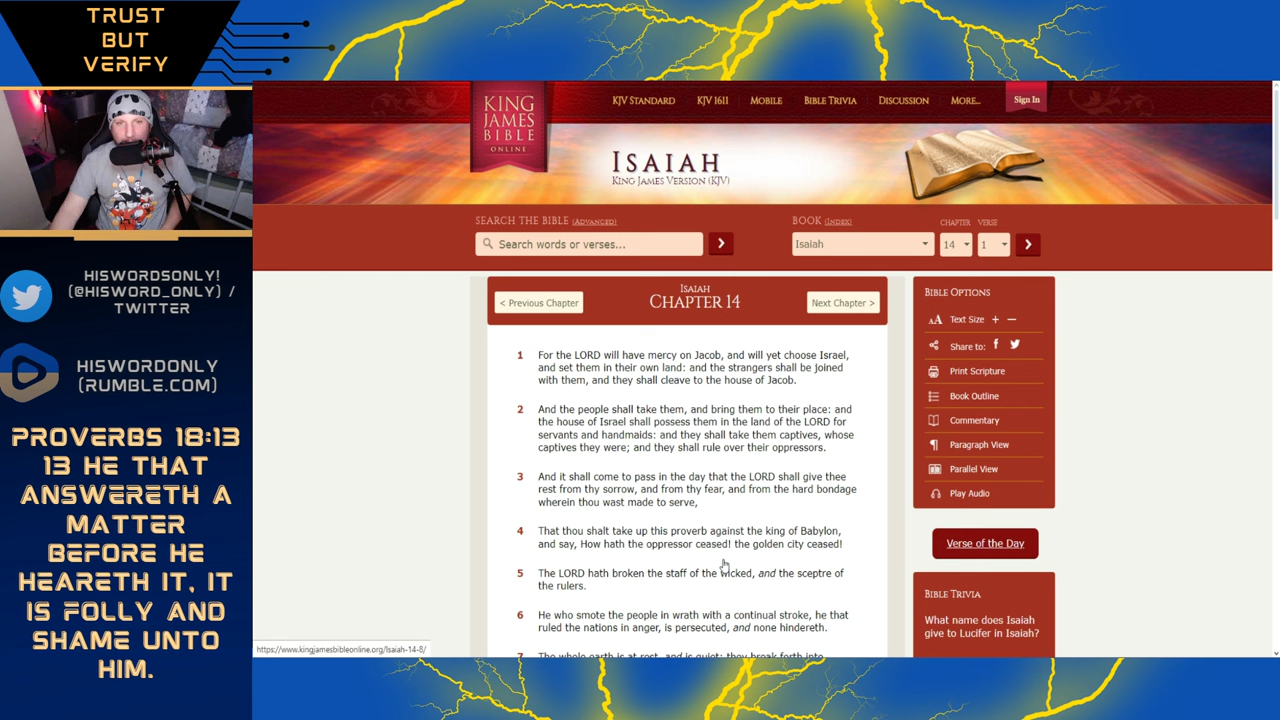 TRUST
BUT
VERIFY
HISWORDSONLY!
(@HISWORD_ONLY) /
TWITTER
HISWORDONLY
(RUMBLE.COM)
PROVERBS 18:13
13 HE THAT
ANSWERETH A
MATTER
BEFORE HE
HEARETH IT, IT
IS FOLLY AND
SHAME UNTO
HIM.
KING
JAMES
BIBLE
ONLINE
KJV STANDARD
KJV 1611
MOBILE
BIBLE TRIVIA
DISCUSSION
MORE...
Sign In
ISAIAH
KING JAMES VERSION (KJV)
SEARCH THE BIBLE (ADVANCED)
Search words or verses...
BOOK (INDEX)
CHAPTER
VERSE
Isaiah
14
1
< Previous Chapter
ISAIAH
CHAPTER 14
Next Chapter >
1 For the LORD will have mercy on Jacob, and will yet choose Israel,
and set them in their own land: and the strangers shall be joined
with them, and they shall cleave to the house of Jacob.
2 And the people shall take them, and bring them to their place: and
the house of Israel shall possess them in the land of the LORD for
servants and handmaids: and they shall take them captives, whose
captives they were; and they shall rule over their oppressors.
3 And it shall come to pass in the day that the LORD shall give thee
rest from thy sorrow, and from thy fear, and from the hard bondage
wherein thou wast made to serve,
4 That thou shalt take up this proverb against the king of Babylon,
and say, How hath the oppressor ceased! the golden city ceased!
5 The LORD hath broken the staff of the wicked, and the sceptre of
the rulers.
6 He who smote the people in wrath with a continual stroke, he that
ruled the nations in anger, is persecuted, and none hindereth.
7 The whole earth is at rest, and is quiet: they break forth into
BIBLE OPTIONS
AA Text Size + −
Share to:
Print Scripture
Book Outline
Commentary
Paragraph View
Parallel View
Play Audio
Verse of the Day
BIBLE TRIVIA
What name does Isaiah
give to Lucifer in Isaiah?
https://www.kingjamesbibleonline.org/Isaiah-14-8/